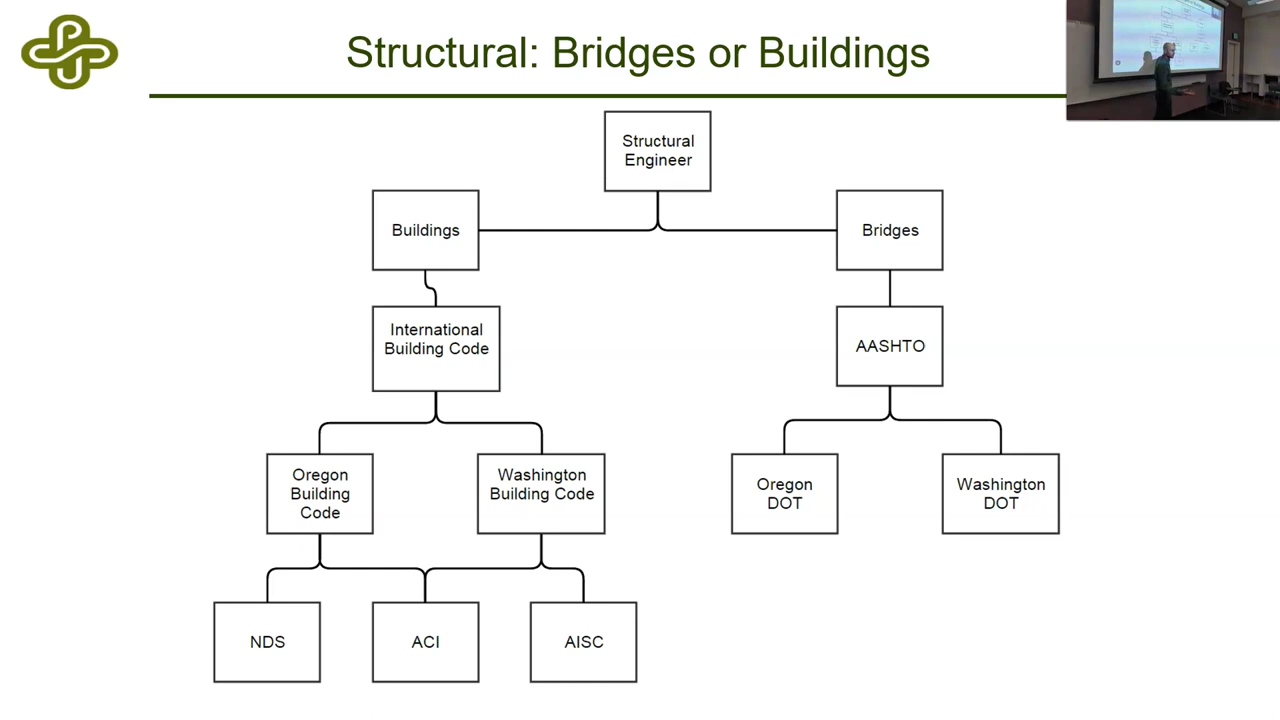 Structural: Bridges or Buildings
Structural
Engineer
Buildings
Bridges
International
Building Code
AASHTO
Oregon
Building
Code
Washington
Building Code
Oregon
DOT
Washington
DOT
NDS
ACI
AISC